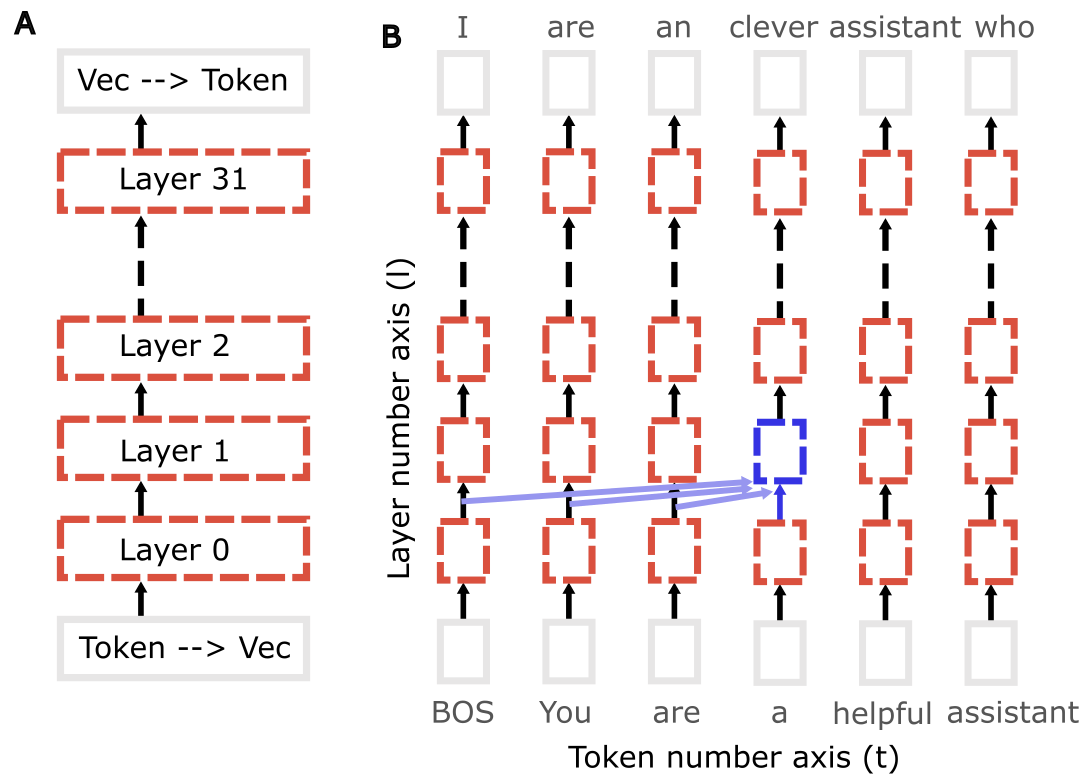 A
Vec --> Token
Layer 31
Layer 2
Layer 1
Layer 0
Token --> Vec
B
I are an clever assistant who
Layer number axis (l)
BOS You are a helpful assistant
Token number axis (t)